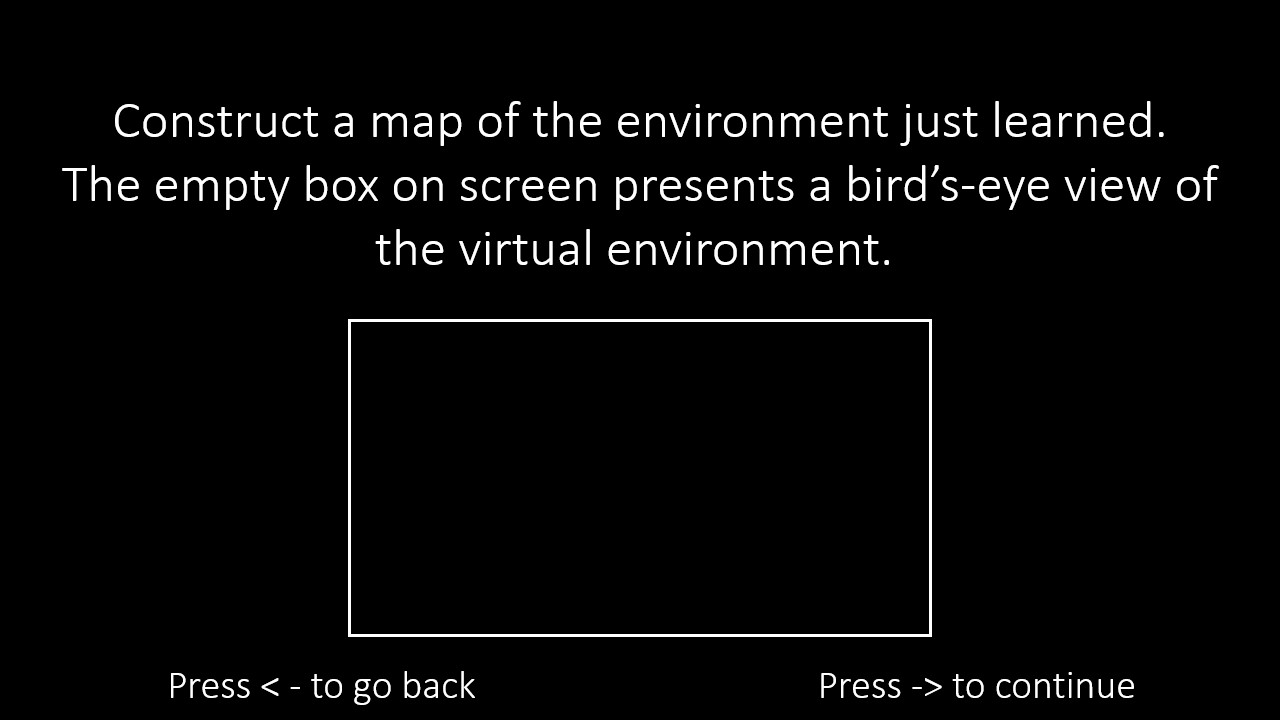 Construct a map of the environment just learned.
The empty box on screen presents a bird’s-eye view of
the virtual environment.
Press < - to go back
Press -> to continue